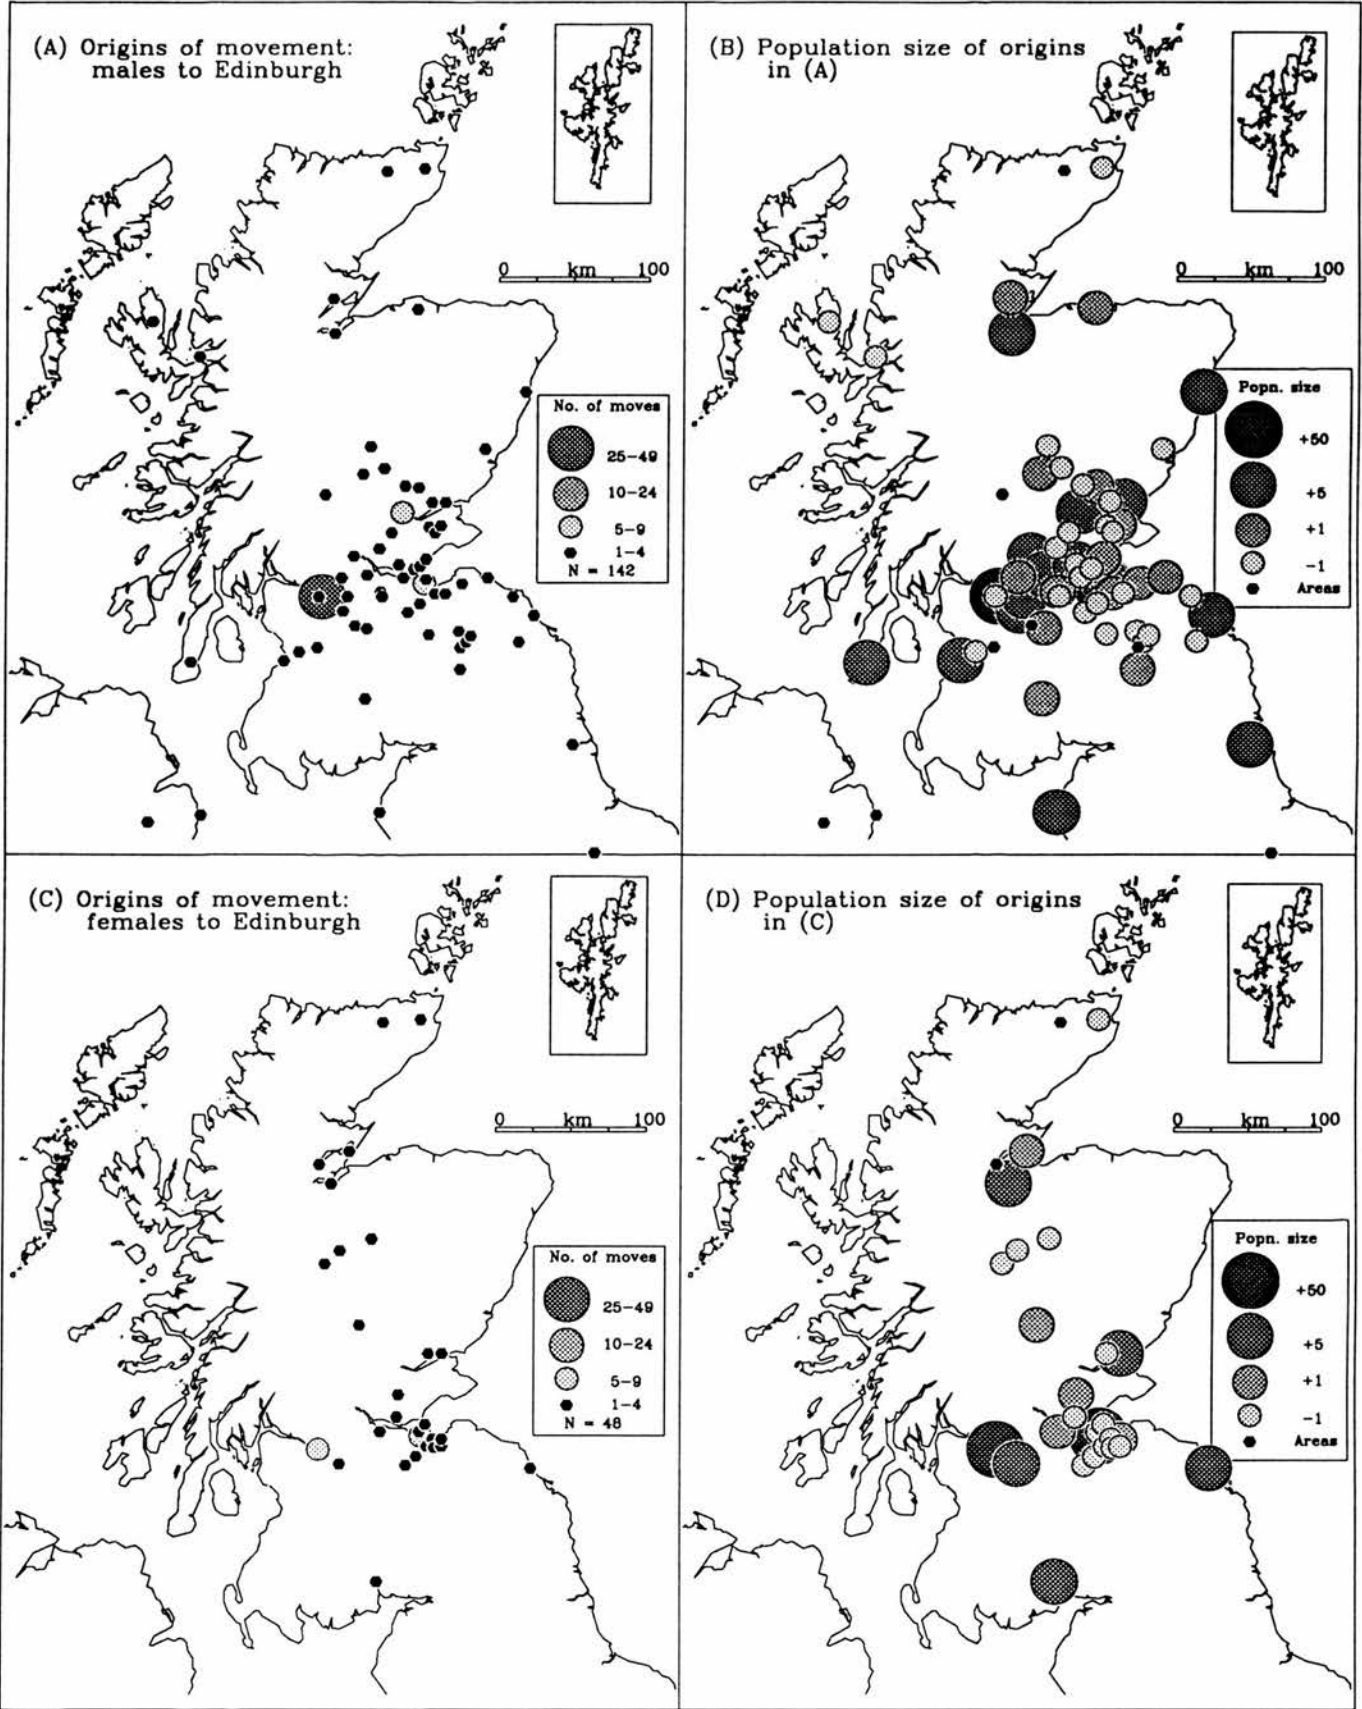 (A) Origins of movement:
males to Edinburgh
0 km 100
No. of moves
25-49
10-24
5-9
1-4
N = 142
(B) Population size of origins
in (A)
0 km 100
Popn. size
+50
+5
+1
-1
Areas
(C) Origins of movement:
females to Edinburgh
0 km 100
No. of moves
25-49
10-24
5-9
1-4
N = 48
(D) Population size of origins
in (C)
0 km 100
Popn. size
+50
+5
+1
-1
Areas